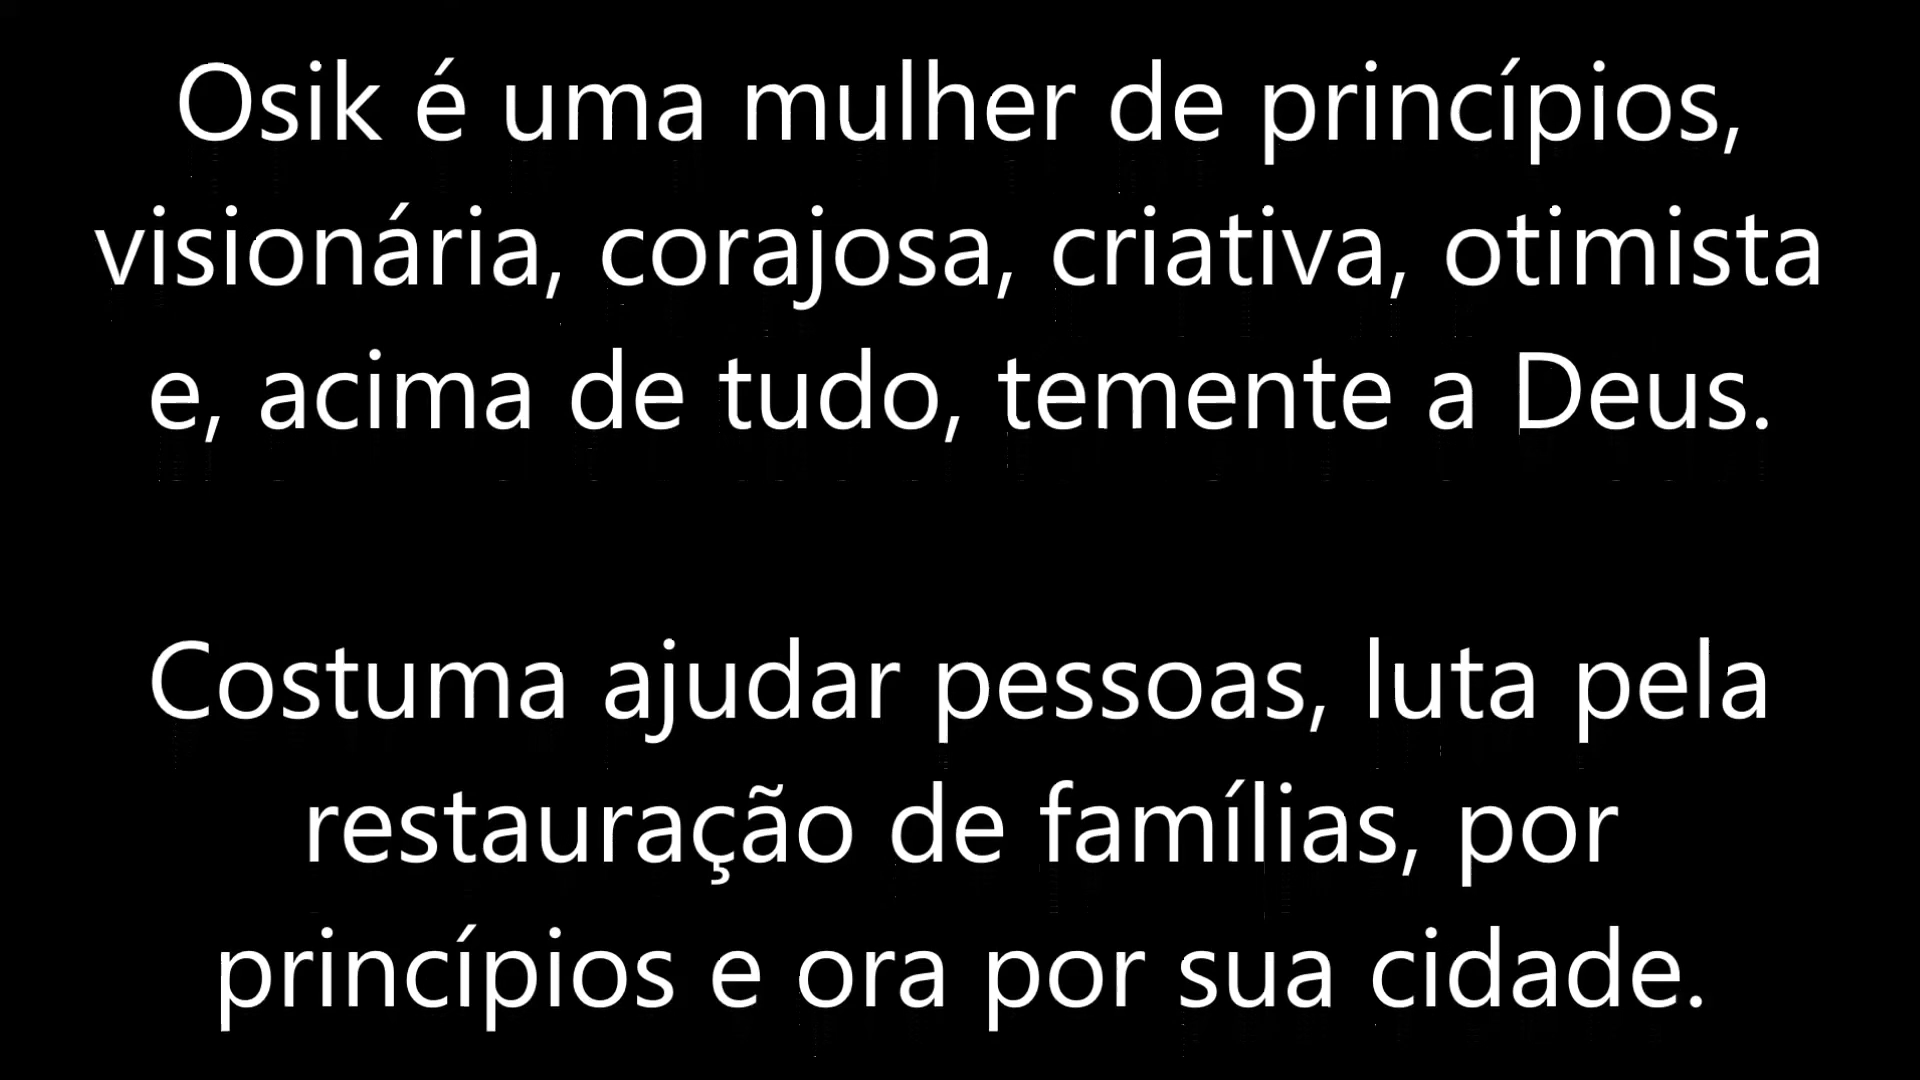 Osik é uma mulher de princípios,
visionária, corajosa, criativa, otimista
e, acima de tudo, temente a Deus.
Costuma ajudar pessoas, luta pela
restauração de famílias, por
princípios e ora por sua cidade.